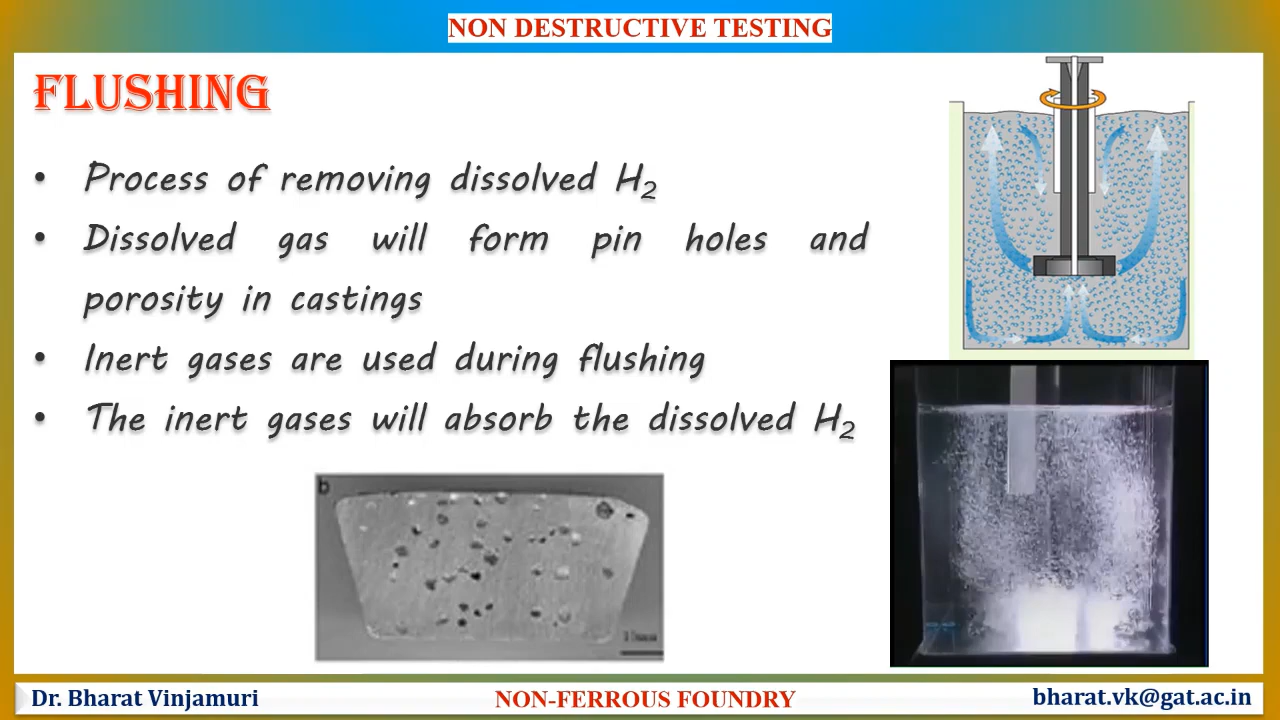 NON DESTRUCTIVE TESTING
FLUSHING
• Process of removing dissolved H₂
• Dissolved gas will form pin holes and
porosity in castings
• Inert gases are used during flushing
• The inert gases will absorb the dissolved H₂
b
Dr. Bharat Vinjamuri
NON-FERROUS FOUNDRY
bharat.vk@gat.ac.in